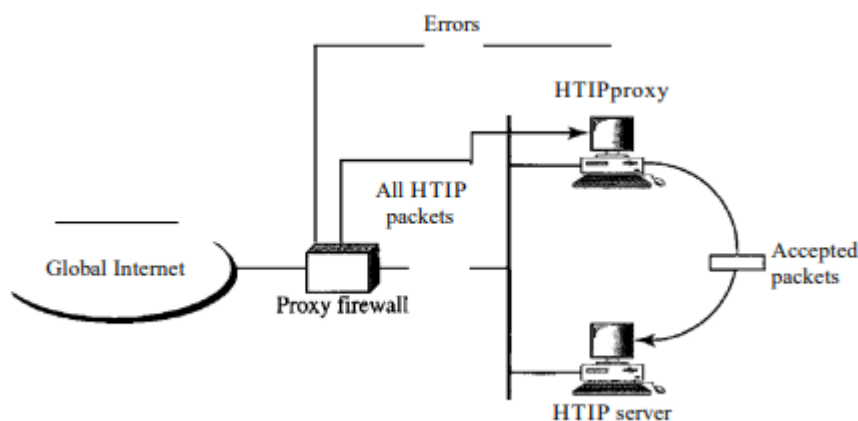 Errors
HTIPproxy
All HTIP
packets
Global Internet
Accepted
packets
Proxy firewall
HTIP server